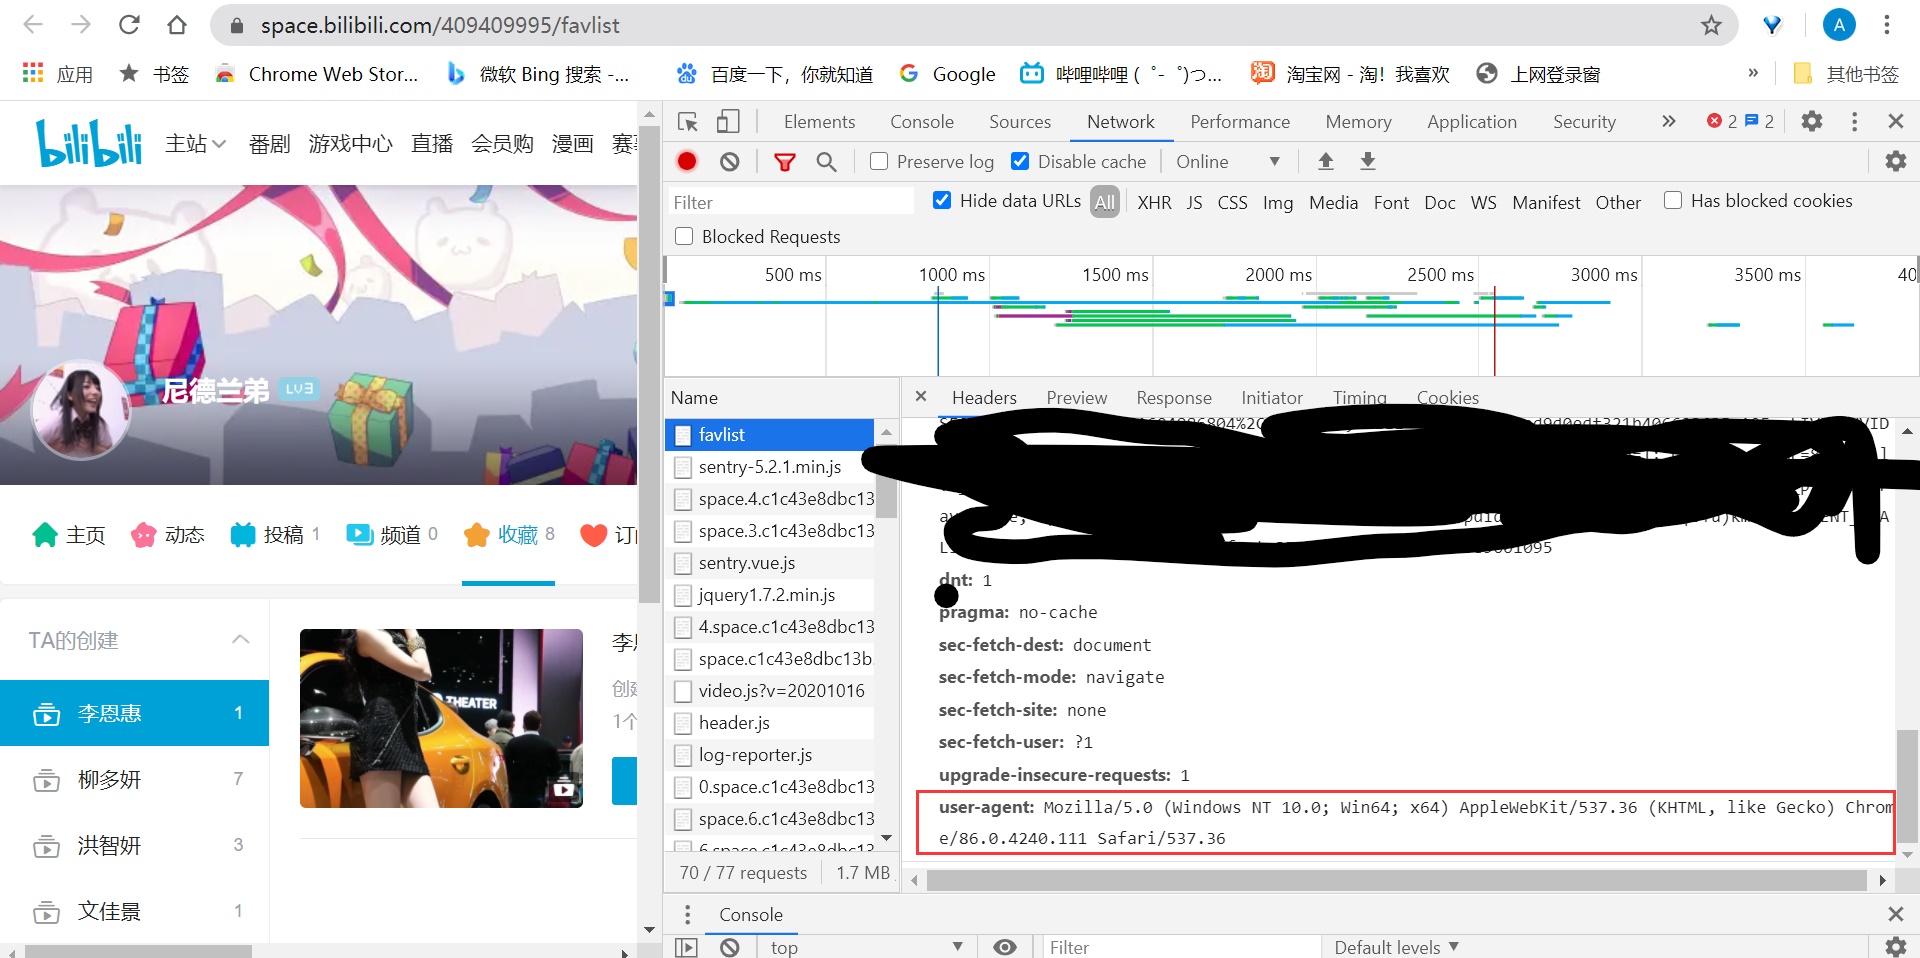 space.bilibili.com/409409995/favlist
A
应用
书签
Chrome Web Stor...
微软 Bing 搜索 -...
百度一下，你就知道
Google
哔哩哔哩 ( ゜- ゜)つ...
淘
淘宝网 - 淘！我喜欢
上网登录窗
»
其他书签
bilibili
主站
番剧
游戏中心
直播
会员购
漫画
尼德兰弟
LV3
主页
动态
投稿 1
频道 0
收藏 8
TA的创建
李恩惠 1
柳多妍 7
洪智妍 3
文佳景 1
THEATER
Elements
Console
Sources
Network
Performance
Memory
Application
Security
»
2
2
Preserve log
Disable cache
Online
Filter
Hide data URLs
All
XHR
JS
CSS
Img
Media
Font
Doc
WS
Manifest
Other
Has blocked cookies
Blocked Requests
500 ms
1000 ms
1500 ms
2000 ms
2500 ms
3000 ms
3500 ms
40
Name
favlist
sentry-5.2.1.min.js
space.4.c1c43e8dbc13
space.3.c1c43e8dbc13
sentry.vue.js
jquery1.7.2.min.js
4.space.c1c43e8dbc13
space.c1c43e8dbc13b
video.js?v=20201016
header.js
log-reporter.js
0.space.c1c43e8dbc13
space.6.c1c43e8dbc13
70 / 77 requests
1.7 MB
Headers
Preview
Response
Initiator
Timing
Cookies
dnt: 1
pragma: no-cache
sec-fetch-dest: document
sec-fetch-mode: navigate
sec-fetch-site: none
sec-fetch-user: ?1
upgrade-insecure-requests: 1
user-agent: Mozilla/5.0 (Windows NT 10.0; Win64; x64) AppleWebKit/537.36 (KHTML, like Gecko) Chrom
e/86.0.4240.111 Safari/537.36
Console
top
Filter
Default levels